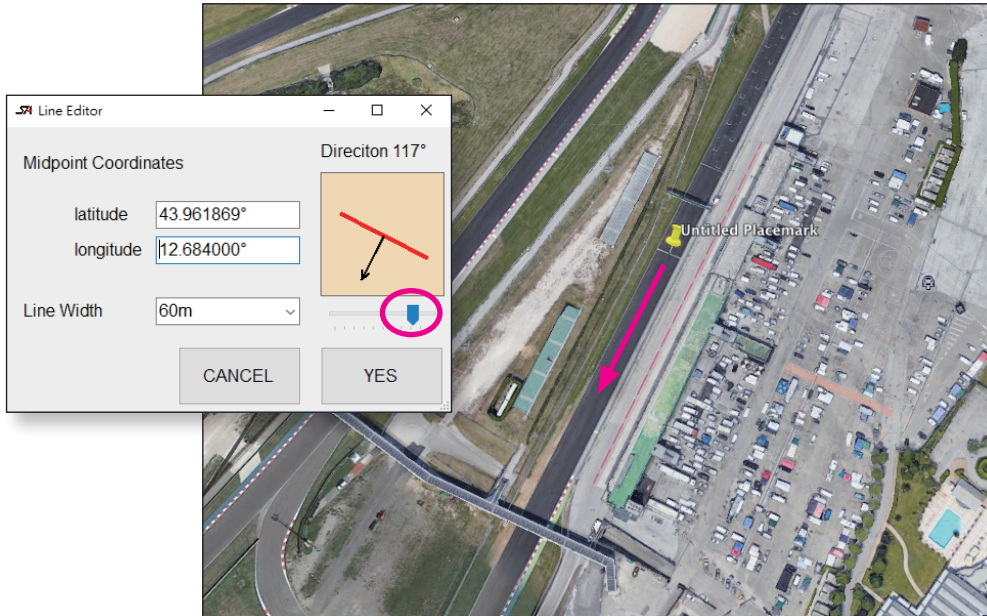 Line Editor
Midpoint Coordinates
Direciton 117°
latitude
43.961869°
longitude
12.684000°
Line Width
60m
CANCEL
YES
Untitled Placemark